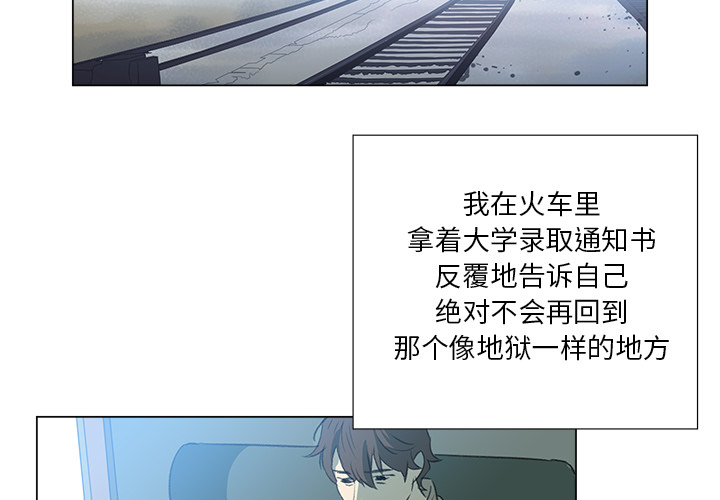 我在火车里
拿着大学录取通知书
反覆地告诉自己
绝对不会再回到
那个像地狱一样的地方